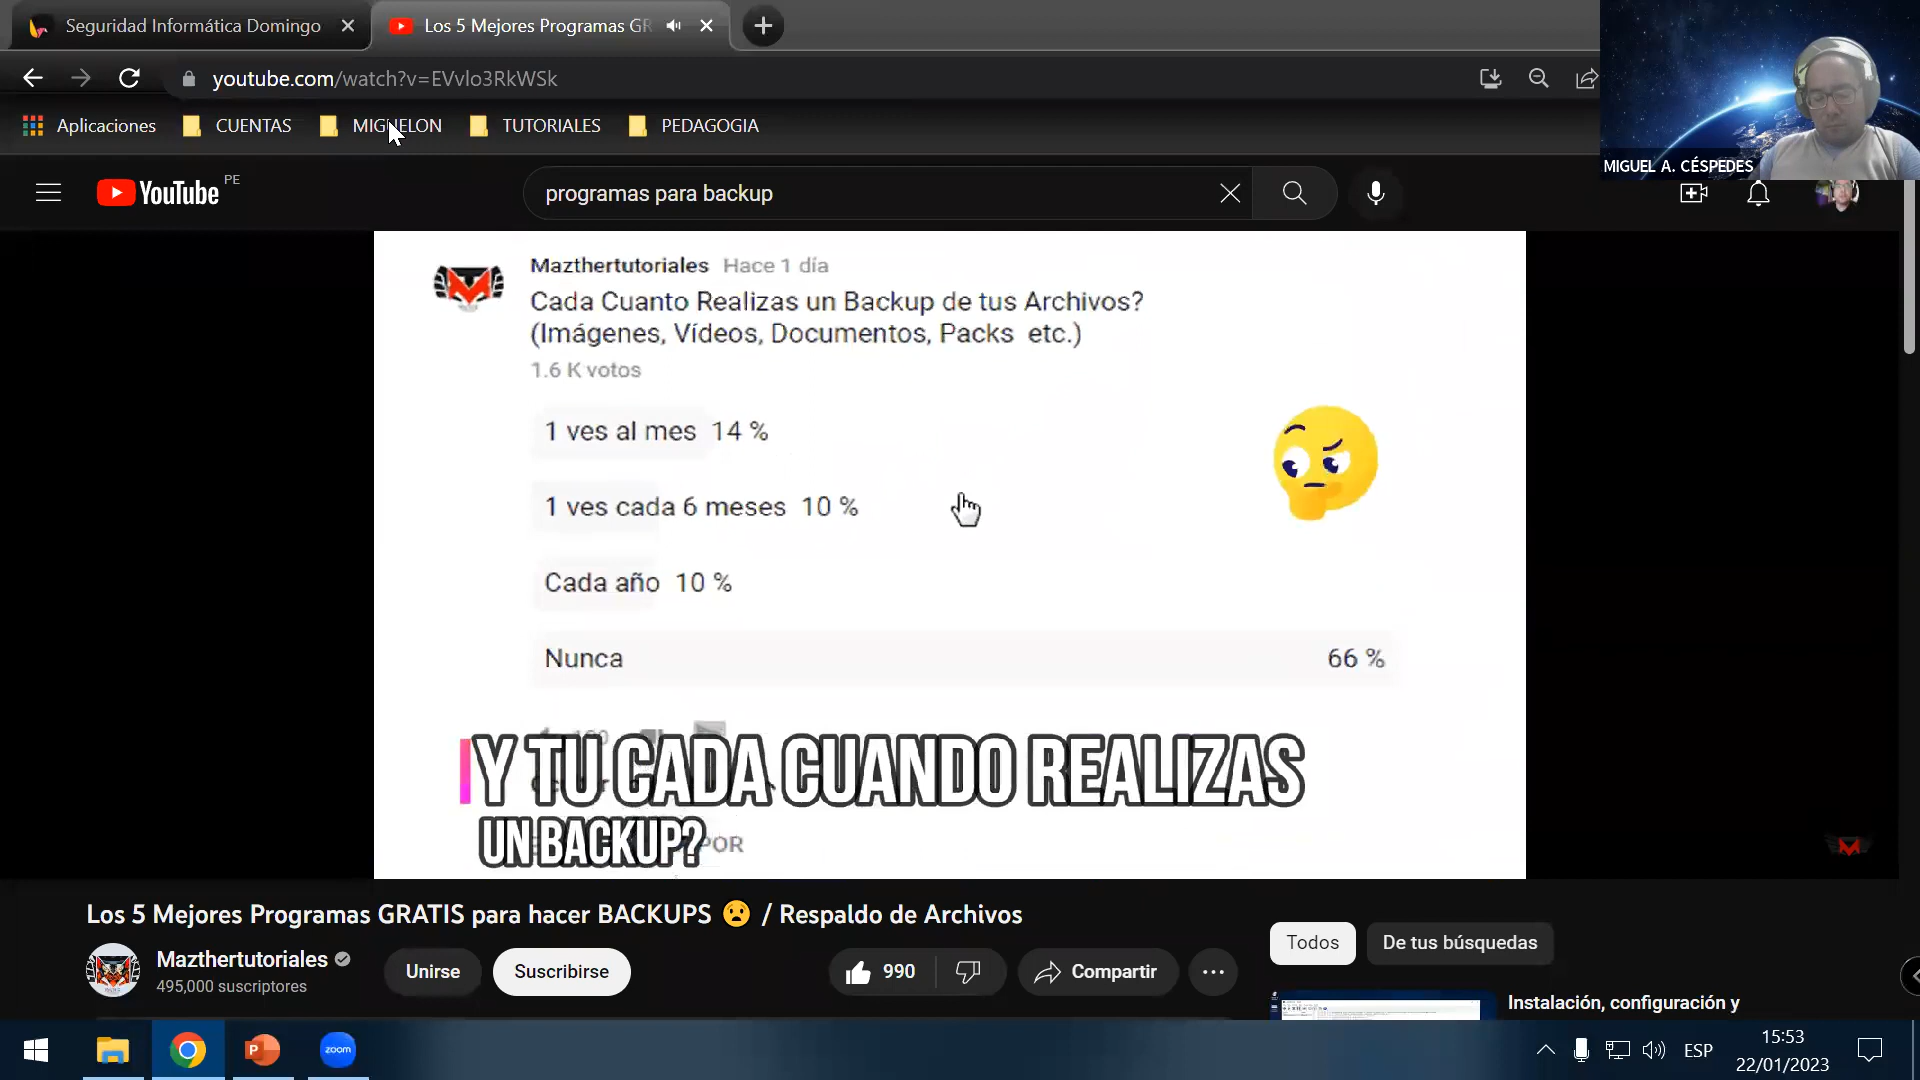 Seguridad Informática Domingo
Los 5 Mejores Programas GR
youtube.com/watch?v=EVvlo3RkWSk
Aplicaciones
CUENTAS
MIGUELON
TUTORIALES
PEDAGOGIA
MIGUEL A. CÉSPEDES
YouTube PE
programas para backup
Mazthertutoriales Hace 1 día
Cada Cuanto Realizas un Backup de tus Archivos?
(Imágenes, Vídeos, Documentos, Packs etc.)
1.6 K votos
1 ves al mes 14 %
1 ves cada 6 meses 10 %
Cada año 10 %
Nunca 66 %
Y TU CADA CUANDO REALIZAS
UN BACKUP?
POR
Los 5 Mejores Programas GRATIS para hacer BACKUPS 😧 / Respaldo de Archivos
Mazthertutoriales
495,000 suscriptores
Unirse
Suscribirse
990
Compartir
Todos
De tus búsquedas
Instalación, configuración y
zoom
ESP
15:53
22/01/2023